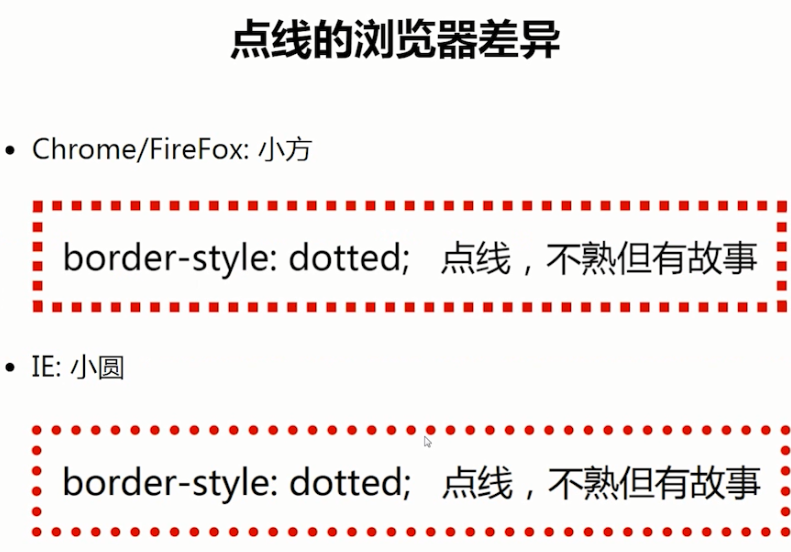 点线的浏览器差异
Chrome/FireFox: 小方
border-style: dotted; 点线，不熟但有故事
IE: 小圆
border-style: dotted; 点线，不熟但有故事